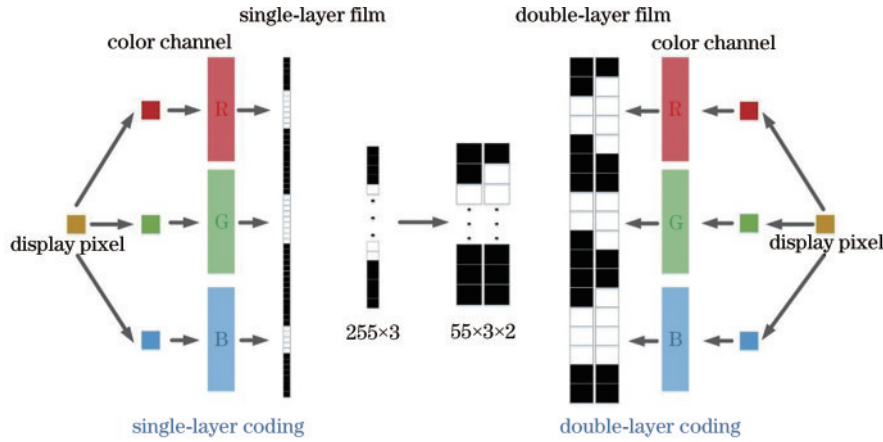 single-layer film
double-layer film
color channel
color channel
R
R
G
G
display pixel
display pixel
B
B
255×3
55×3×2
single-layer coding
double-layer coding